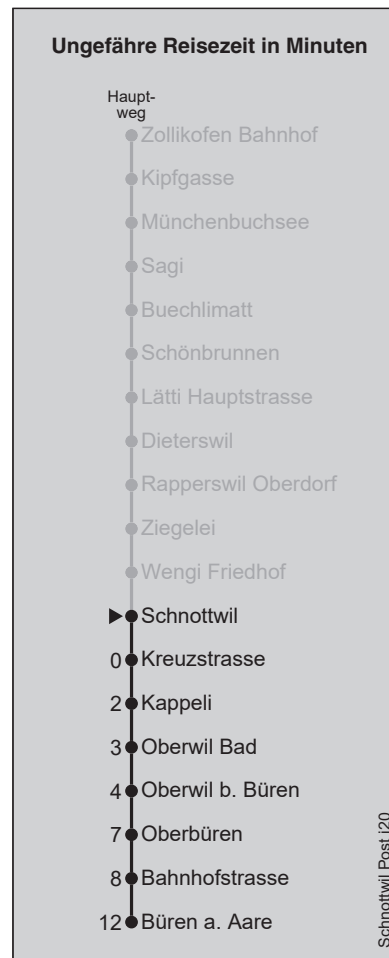 Ungefähre Reisezeit in Minuten
Haupt-
weg
Zollikofen Bahnhof
Kipfgasse
Münchenbuchsee
Sagi
Buechlimatt
Schönbrunnen
Lätti Hauptstrasse
Dieterswil
Rapperswil Oberdorf
Ziegelei
Wengi Friedhof
Schnottwil
0 Kreuzstrasse
2 Kappeli
3 Oberwil Bad
4 Oberwil b. Büren
7 Oberbüren
8 Bahnhofstrasse
12 Büren a. Aare
Schnottwil Post j20